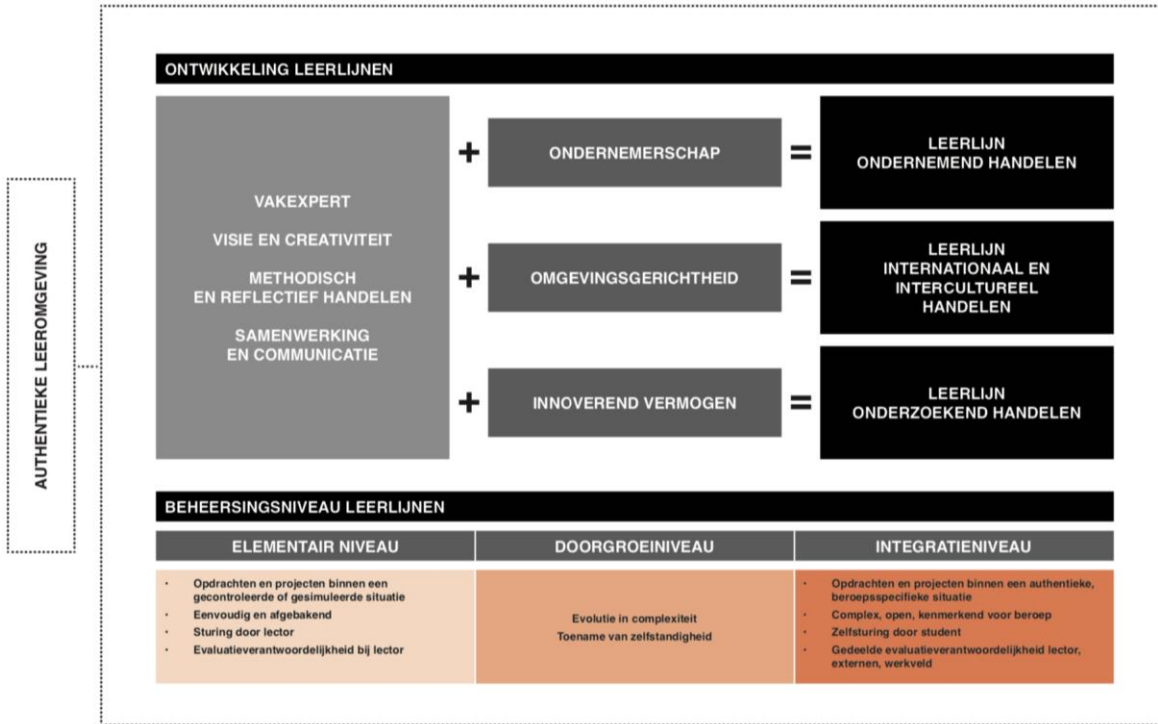 AUTHENTIEKE LEEROMGEVING
ONTWIKKELING LEERLIJNEN
VAKEXPERT
VISIE EN CREATIVITEIT
METHODISCH
EN REFLECTIEF HANDELEN
SAMENWERKING
EN COMMUNICATIE
+
ONDERNEMERSCHAP
=
LEERLIJN
ONDERNEMEND HANDELEN
+
OMGEVINGSGERICHTHEID
=
LEERLIJN
INTERNATIONAAL EN
INTERCULTUREEL
HANDELEN
+
INNOVEREND VERMOGEN
=
LEERLIJN
ONDERZOEKEND HANDELEN
BEHEERSINGSNIVEAU LEERLIJNEN
ELEMENTAIR NIVEAU
• Opdrachten en projecten binnen een
gecontroleerde of gesimuleerde situatie
• Eenvoudig en afgebakend
• Sturing door lector
• Evaluatieverantwoordelijkheid bij lector
DOORGROEINIVEAU
Evolutie in complexiteit
Toename van zelfstandigheid
INTEGRATIENIVEAU
• Opdrachten en projecten binnen een authentieke,
beroepsspecifieke situatie
• Complex, open, kenmerkend voor beroep
• Zelfsturing door student
• Gedeelde evaluatieverantwoordelijkheid lector,
externen, werkveld